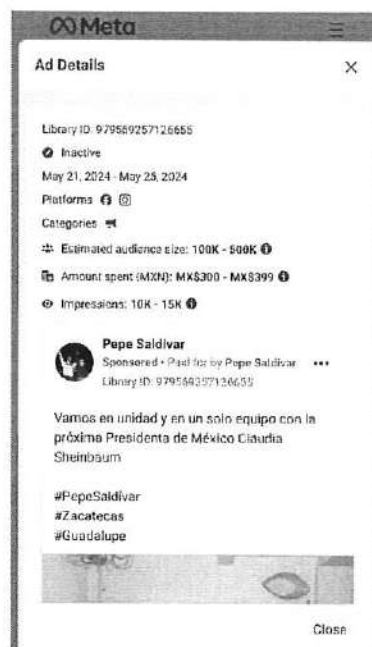 Meta
Ad Details
Library ID: 979569257126655
Inactive
May 21, 2024 - May 25, 2024
Platforms
Categories
Estimated audience size: 100K - 500K
Amount spent (MXN): MX$300 - MX$399
Impressions: 10K - 15K
Pepe Saldivar
Sponsored • Paid for by Pepe Saldivar
Library ID: 979569257126655
Vamos en unidad y en un solo equipo con la
próxima Presidenta de México Claudia
Sheinbaum
#PepeSaldívar
#Zacatecas
#Guadalupe
Close